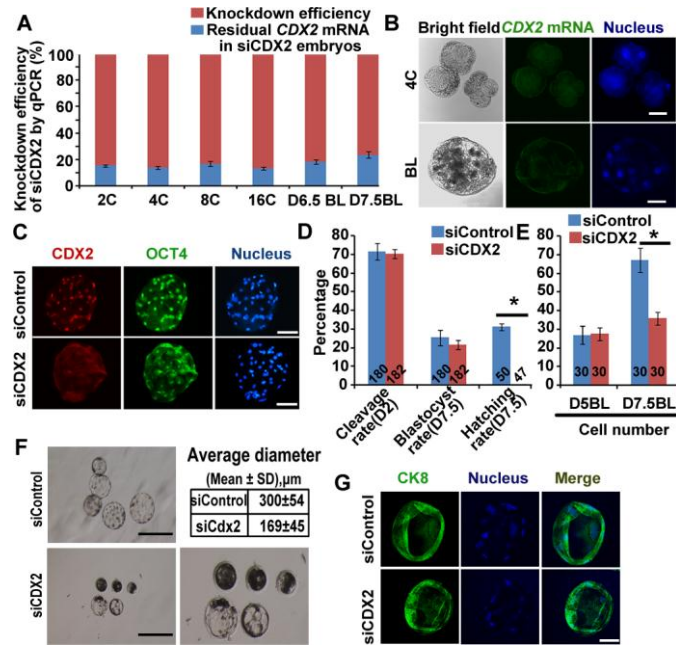 A
Knockdown efficiency
Residual CDX2 mRNA
in siCDX2 embryos
Knockdown efficiency
of siCDX2 by qPCR (%)
100
80
60
40
20
0
2C 4C 8C 16C D6.5 BL D7.5BL
B
Bright field CDX2 mRNA Nucleus
4C
BL
C
CDX2 OCT4 Nucleus
siControl
siCDX2
D
siControl
siCDX2
Percentage
80
70
60
50
40
30
20
10
0
180 182 180 182 50 47
*
Cleavage
rate(D2)
Blastocyst
rate(D7.5)
Hatching
rate(D7.5)
E
siControl
siCDX2
*
80
70
60
50
40
30
20
10
0
30 30 30 30
D5BL D7.5BL
Cell number
F
siControl
siCDX2
Average diameter
(Mean ± SD),µm
siControl 300±54
siCdx2 169±45
G
CK8 Nucleus Merge
siControl
siCDX2